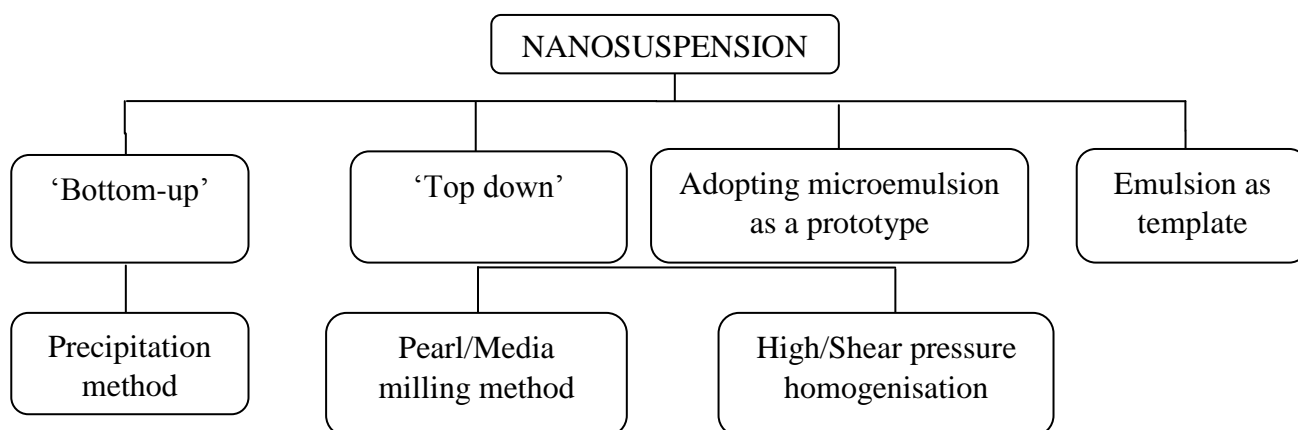 NANOSUSPENSION
‘Bottom-up’
‘Top down’
Adopting microemulsion
as a prototype
Emulsion as
template
Precipitation
method
Pearl/Media
milling method
High/Shear pressure
homogenisation